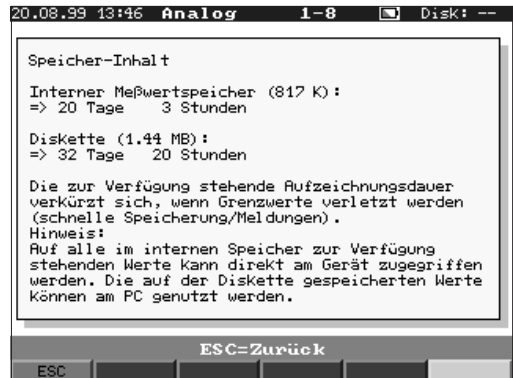 20.08.99 13:46 Analog 1-8 Disk: --
Speicher-Inhalt
Interner Meßwertspeicher (817 K):
=> 20 Tage 3 Stunden
Diskette (1.44 MB):
=> 32 Tage 20 Stunden
Die zur Verfügung stehende Aufzeichnungsdauer
verkürzt sich, wenn Grenzwerte verletzt werden
(schnelle Speicherung/Meldungen).
Hinweis:
Auf alle im internen Speicher zur Verfügung
stehenden Werte kann direkt am Gerät zugegriffen
werden. Die auf der Diskette gespeicherten Werte
können am PC genutzt werden.
ESC=Zurück
ESC